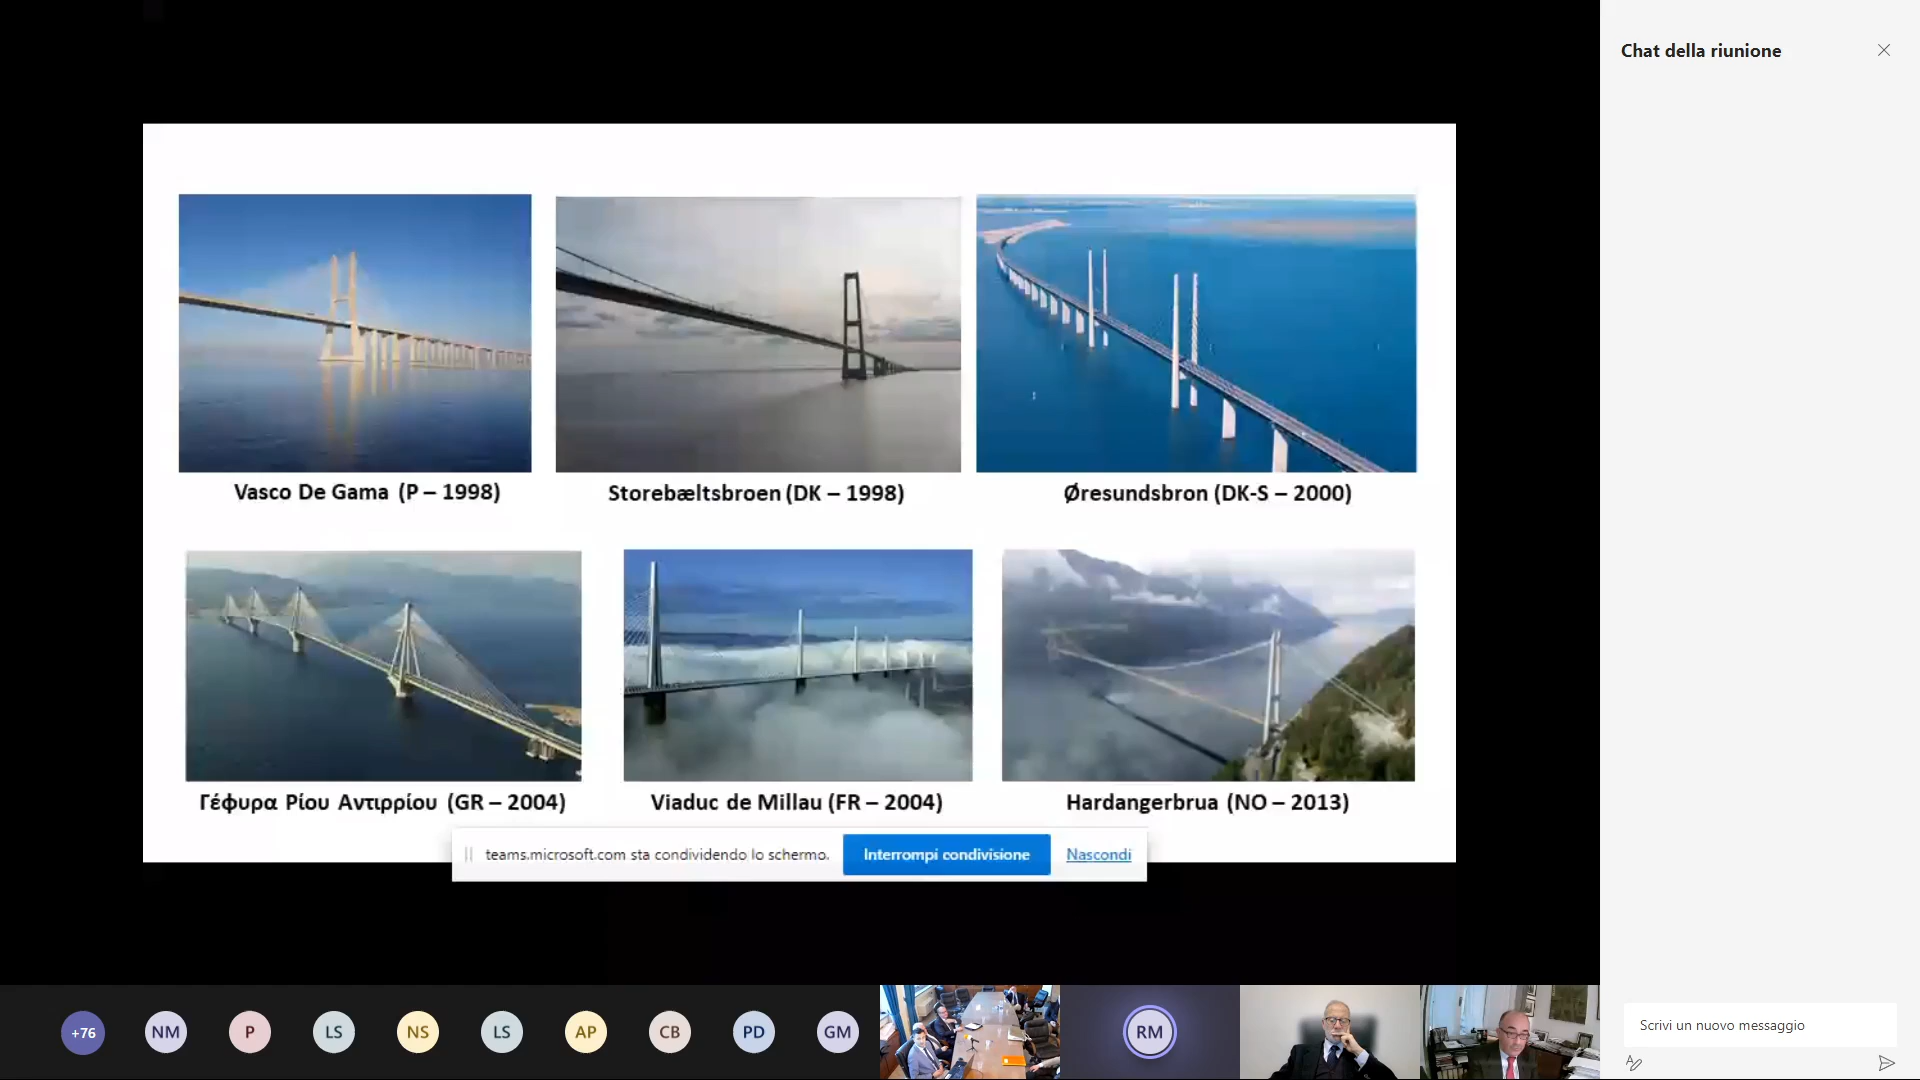 Chat della riunione
Vasco De Gama (P – 1998)
Storebæltsbroen (DK – 1998)
Øresundsbron (DK-S – 2000)
Γέφυρα Ρίου Αντιρρίου (GR – 2004)
Viaduc de Millau (FR – 2004)
Hardangerbrua (NO – 2013)
teams.microsoft.com sta condividendo lo schermo.
Interrompi condivisione
Nascondi
+76
NM
P
LS
NS
LS
AP
CB
PD
GM
RM
Scrivi un nuovo messaggio